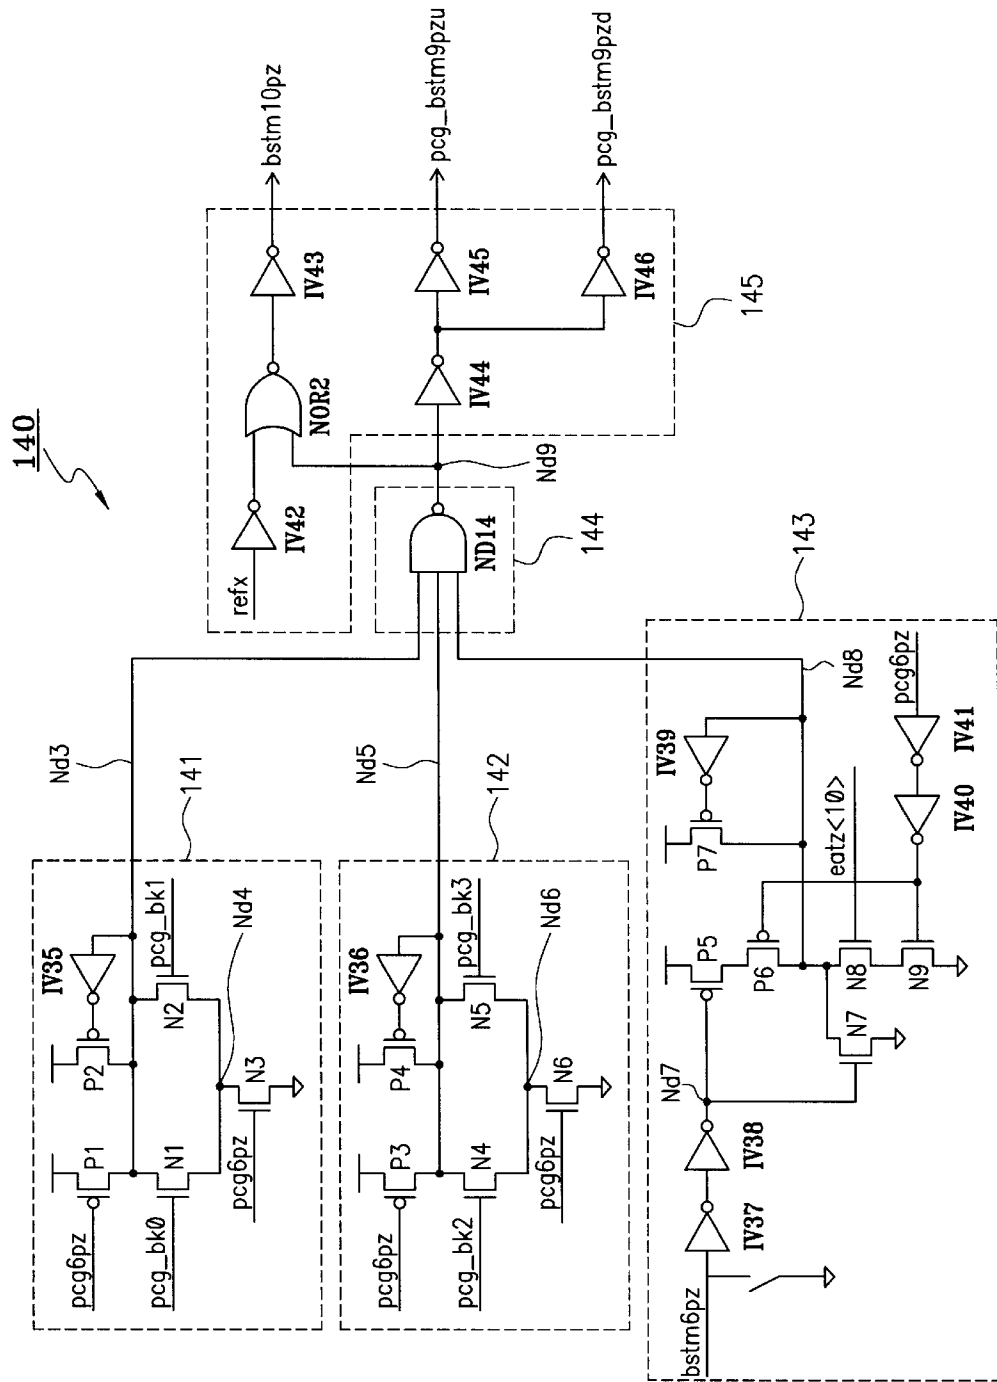 140
refx
IV42
NOR2
IV43
bstm10pz
IV44
IV45
pcg_bstm9pzu
IV46
pcg_bstm9pzd
145
Nd9
ND14
144
Nd3
141
pcg6pz
P1
P2
IV35
pcg_bk0
N1
N2
pcg_bk1
Nd4
pcg6pz
N3
Nd5
142
pcg6pz
P3
P4
IV36
pcg_bk2
N4
N5
pcg_bk3
Nd6
pcg6pz
N6
143
Nd8
bstm6pz
IV37
IV38
Nd7
P5
P6
P7
IV39
N7
N8
N9
eatz<10>
IV40
IV41
pcg6pz